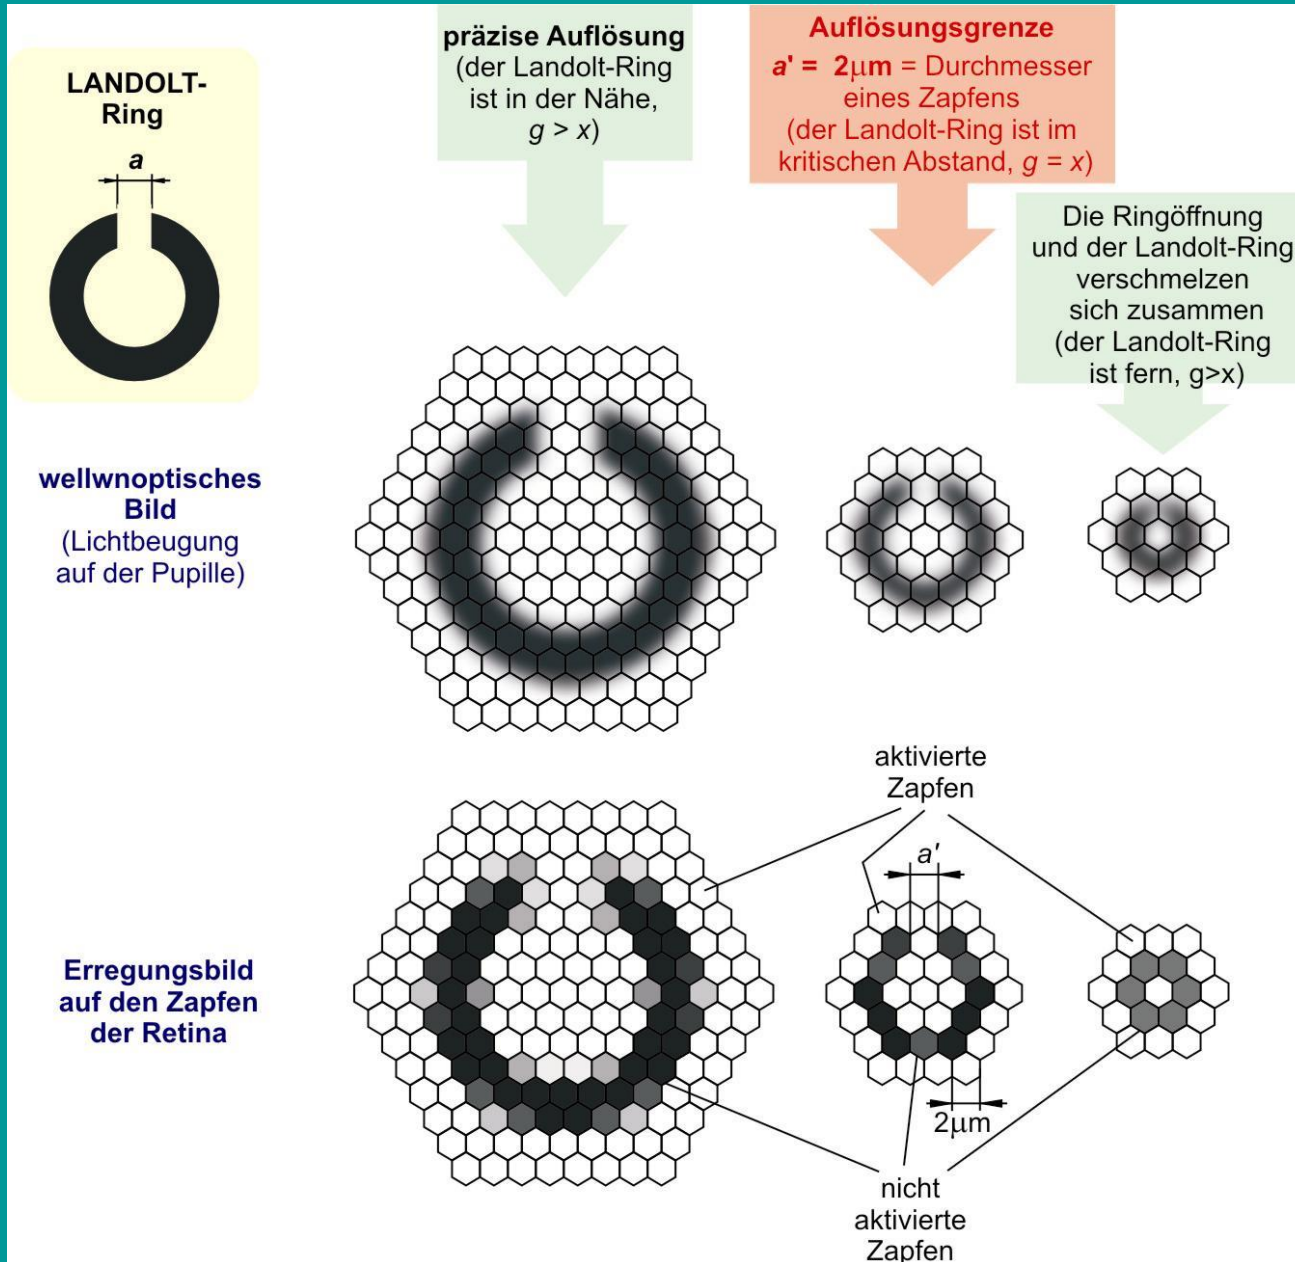 LANDOLT-
Ring
a
präzise Auflösung
(der Landolt-Ring
ist in der Nähe,
g > x)
Auflösungsgrenze
a' = 2μm = Durchmesser
eines Zapfens
(der Landolt-Ring ist im
kritischen Abstand, g = x)
Die Ringöffnung
und der Landolt-Ring
verschmelzen
sich zusammen
(der Landolt-Ring
ist fern, g>x)
wellwnoptisches
Bild
(Lichtbeugung
auf der Pupille)
aktivierte
Zapfen
a'
Erregungsbild
auf den Zapfen
der Retina
2μm
nicht
aktivierte
Zapfen